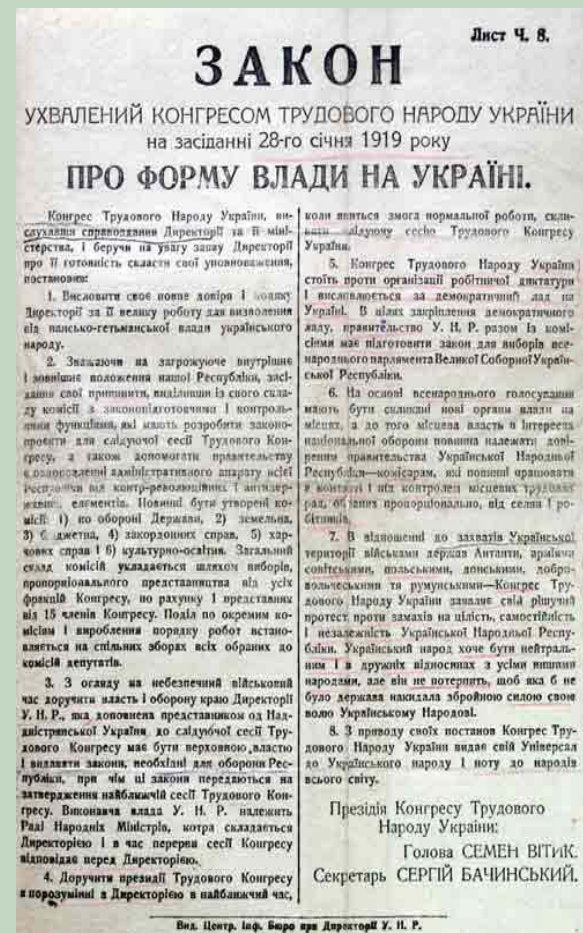 Лист Ч. 8.
ЗАКОН
УХВАЛЕНИЙ КОНГРЕСОМ ТРУДОВОГО НАРОДУ УКРАЇНИ
на засіданні 28-го січня 1919 року
ПРО ФОРМУ ВЛАДИ НА УКРАЇНІ.
Конгрес Трудового Народу України, ви-
слухавши справоздання Директорії та її міні-
стерства, і беручи на увагу заяву Директорії
про її готовність скласти свої уповноваження,
постановив:
1. Висловити своє повне довіря і подяку
Директорії за її велику роботу для визволення
від пансько-гетьманської влади українського
народу.
2. Зважаючи на загрожуюче внутрішнє
і зовнішнє положення нашої Республіки, засі-
дання свої припинити, виділивши із свого скла-
ду комісії з законопідготовчими і контроль-
ними функціями, які мають розробити законо-
проєкти для слідуючої сесії Трудового Кон-
гресу, а також допомогати правительству
в оздоровленні адміністративного апарату всієї
Республіки від контр-революційних і антидер-
жавних елементів. Повинні бути утворені ко-
місії: 1) по обороні Держави, 2) земельна,
3) бюджетна, 4) закордонних справ, 5) хар-
чових справ і 6) культурно-освітня. Загальний
склад комісій укладається шляхом виборів,
пропорціонального представництва від усіх
фракцій Конгресу, по рахунку 1 представник
від 15 членів Конгресу. Поділ по окремим ко-
місіям і вироблення порядку робот встано-
вляється на спільних зборах всіх обраних до
комісій депутатів.
3. З огляду на небезпечний військовий
час доручити власть і оборону краю Директорії
У. Н. Р., яка доповнена представником од Над-
дністрянської України до слідуючої сесії Тру-
дового Конгресу має бути верховною властю
і видавати закони, необхідні для оборони Рес-
публіки, при чім ці закони передаються на
затвердження найближчій сесії Трудового Кон-
гресу. Виконавча влада У. Н. Р. належить
Раді Народніх Міністрів, котра складається
Директорією і в час перерви сесії Конгресу
відповідає перед Директорією.
4. Доручити президії Трудового Конгресу
в порозумінні з Директорією в найближчий час,
коли явиться змога нормальної роботи, скли-
кати слідуючу сесію Трудового Конгресу
України.
5. Конгрес Трудового Народу України
стоїть проти організації робітничої диктатури
і висловлюється за демократичний лад на
Україні. В цілях закріплення демократичного
ладу, правительство У. Н. Р. разом із комі-
сіями має підготовити закон для виборів все-
народнього парламента Великої Соборної Україн-
ської Республіки.
6. На основі всенароднього голосування
мають бути скликані нові органи влади на
місцях, а до того місцева власть в інтересах
національної оборони повинна належати дові-
рення правительства Української Народньої
Республіки—комісарам, які повинні працювати
в контакті і під контролем місцевих трудових
рад, обраних пропорціонально, від селян і ро-
бітників.
7. В відношенні до захватів Української
території військами держав Антанти, арміями
совітськими, польськими, донськими, добро-
вольчеськими та румунськими—Конгрес Тру-
дового Народу України заявляє свій рішучий
протест проти замахів на цілість, самостійність
і незалежність Української Народньої Респу-
бліки. Український народ хоче бути нейтраль-
ним і в дружніх відносинах з усіми иншими
народами, але він не потерпить, щоб яка б не
було держава накидала збройною силою свою
волю Українському Народові.
8. З приводу своїх постанов Конгрес Тру-
дового Народу України видає свій Універсал
до Українського народу і ноту до народів
всього світу.
Президія Конгресу Трудового
Народу України:
Голова СЕМЕН ВІТИК.
Секретарь СЕРГІЙ БАЧИНСЬКИЙ.
Вид. Центр. Інф. Бюро при Директорії У. Н. Р.